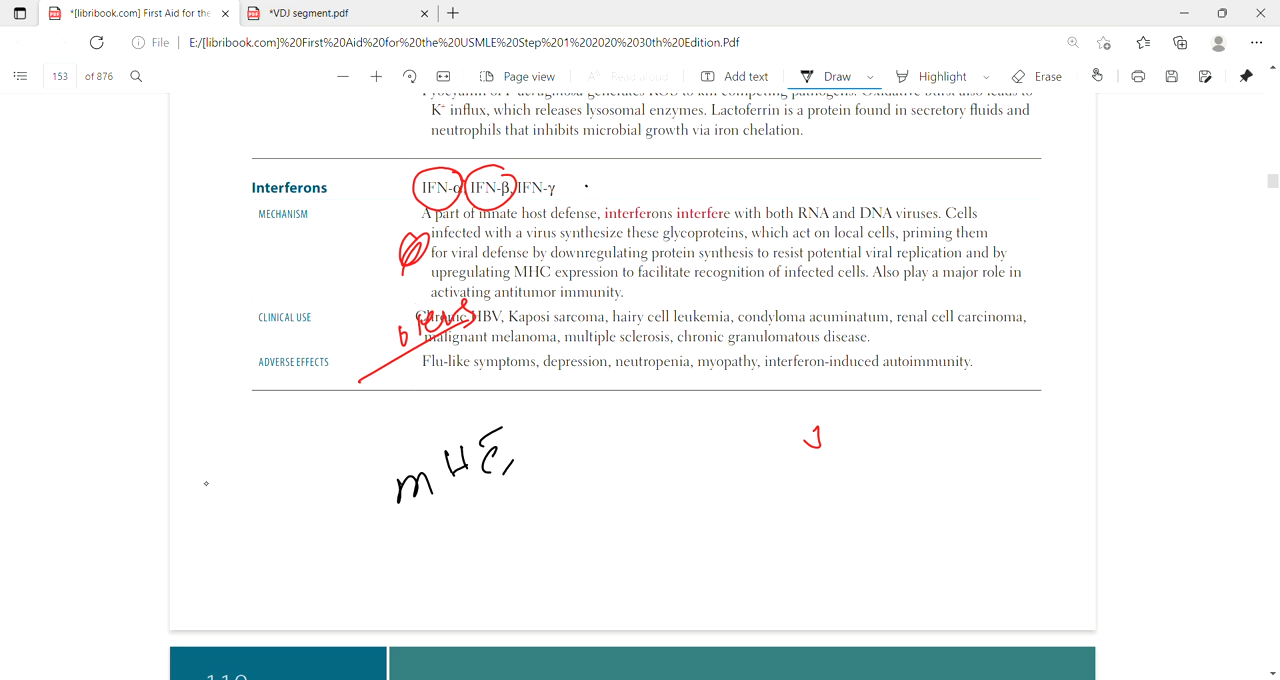 *[libribook.com] First Aid for the
*VDJ segment.pdf
File
E:/[libribook.com]%20First%20Aid%20for%20the%20USMLE%20Step%201%202020%2030th%20Edition.Pdf
153 of 876
Page view
Read aloud
Add text
Draw
Highlight
Erase
K+ influx, which releases lysosomal enzymes. Lactoferrin is a protein found in secretory fluids and
neutrophils that inhibits microbial growth via iron chelation.
Interferons
IFN-α, IFN-β, IFN-γ
MECHANISM
A part of innate host defense, interferons interfere with both RNA and DNA viruses. Cells
infected with a virus synthesize these glycoproteins, which act on local cells, priming them
for viral defense by downregulating protein synthesis to resist potential viral replication and by
upregulating MHC expression to facilitate recognition of infected cells. Also play a major role in
activating antitumor immunity.
CLINICAL USE
Chronic HBV, Kaposi sarcoma, hairy cell leukemia, condyloma acuminatum, renal cell carcinoma,
malignant melanoma, multiple sclerosis, chronic granulomatous disease.
ADVERSE EFFECTS
Flu-like symptoms, depression, neutropenia, myopathy, interferon-induced autoimmunity.